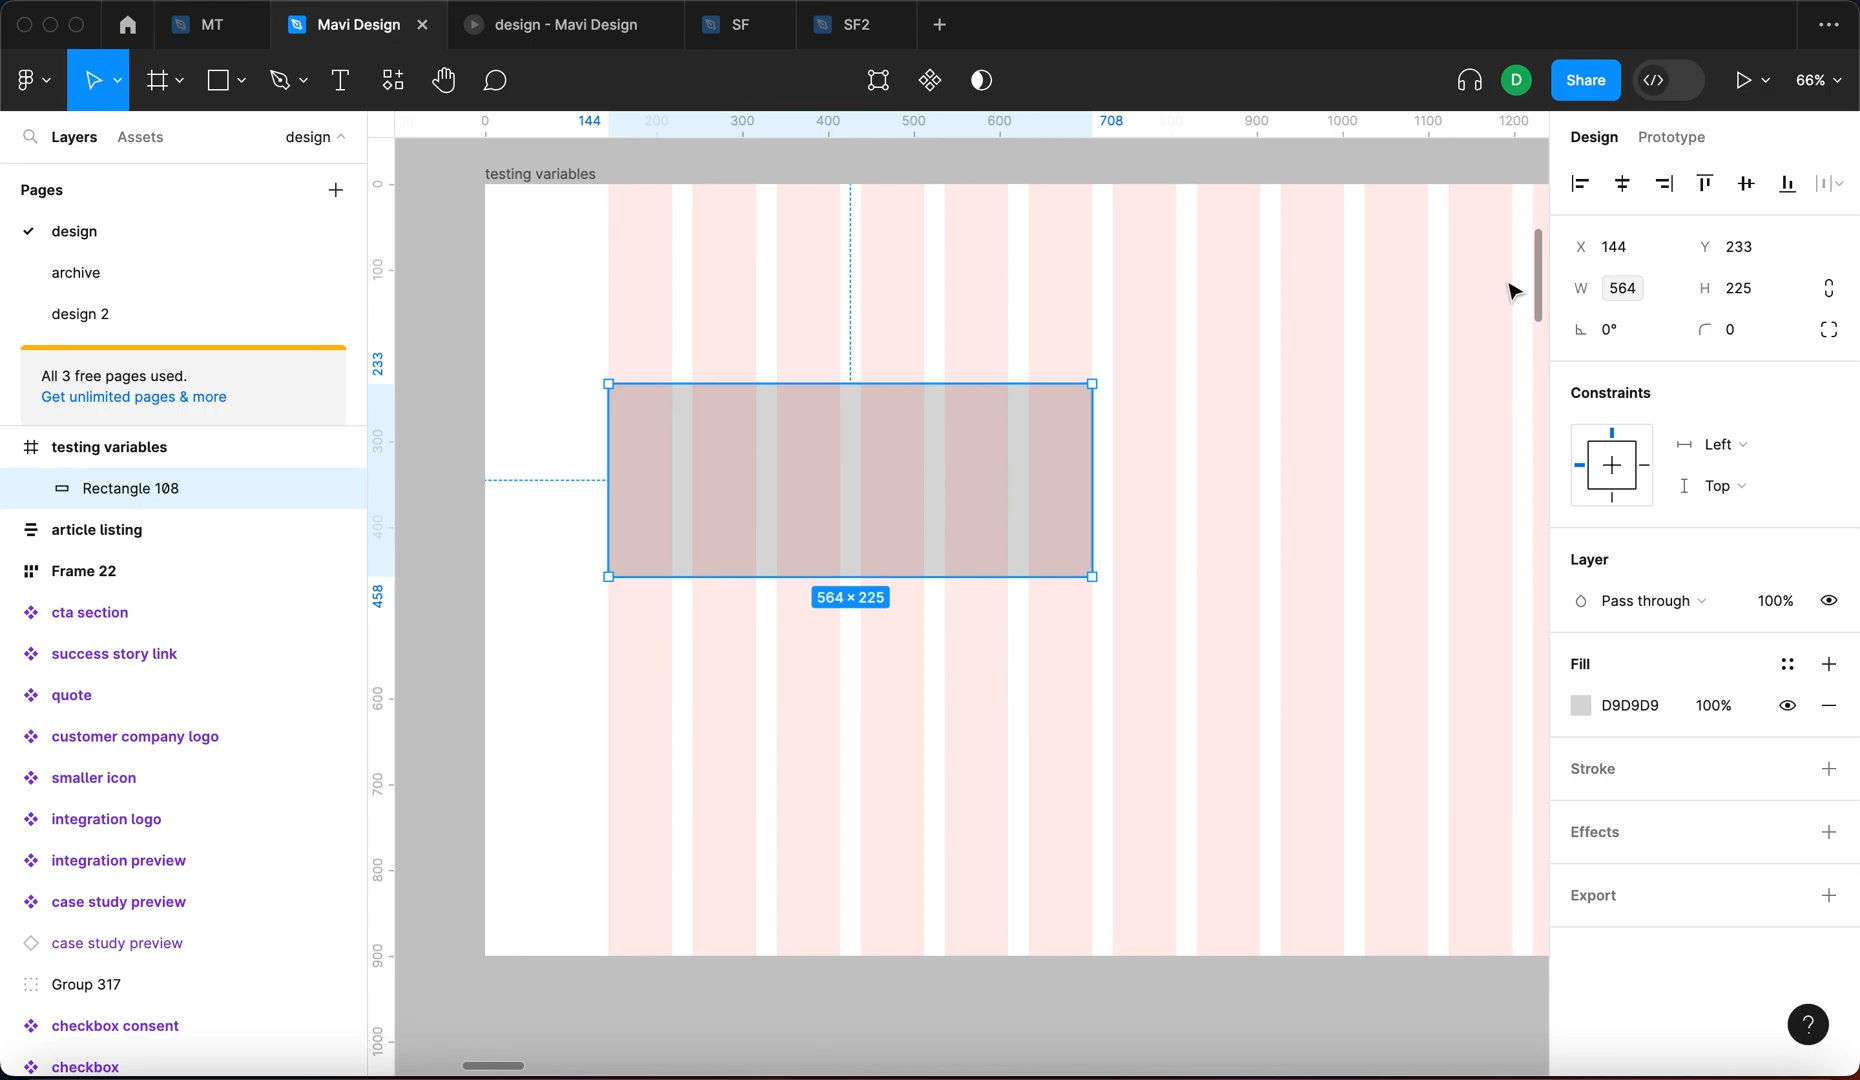 MT
Mavi Design
design - Mavi Design
SF
SF2
D
Share
66%
Layers
Assets
design
Pages
design
archive
design 2
All 3 free pages used.
Get unlimited pages & more
testing variables
Rectangle 108
article listing
Frame 22
cta section
success story link
quote
customer company logo
smaller icon
integration logo
integration preview
case study preview
case study preview
Group 317
checkbox consent
checkbox
0 144 200 300 400 500 600 708 800 900 1000 1100 1200
0
100
233
300
400
458
600
700
800
900
1000
testing variables
564 × 225
Design
Prototype
X 144 Y 233
W 564 H 225
0° 0
Constraints
Left
Top
Layer
Pass through 100%
Fill
D9D9D9 100%
Stroke
Effects
Export
?